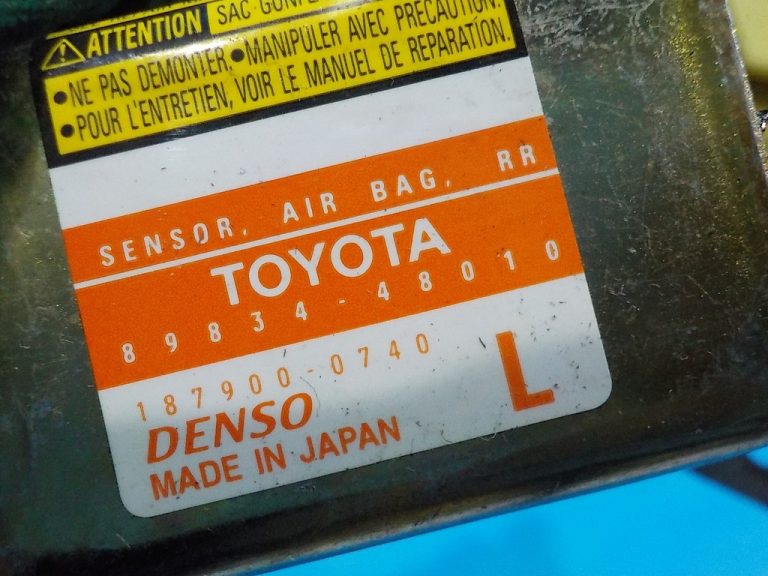 ATTENTION
SAC GONFL
•NE PAS DEMONTER •MANIPULER AVEC PRECAUTION.
•POUR L'ENTRETIEN, VOIR LE MANUEL DE REPARATION.
SENSOR, AIR BAG, RR
TOYOTA
89834-48010
187900-0740
DENSO
L
MADE IN JAPAN